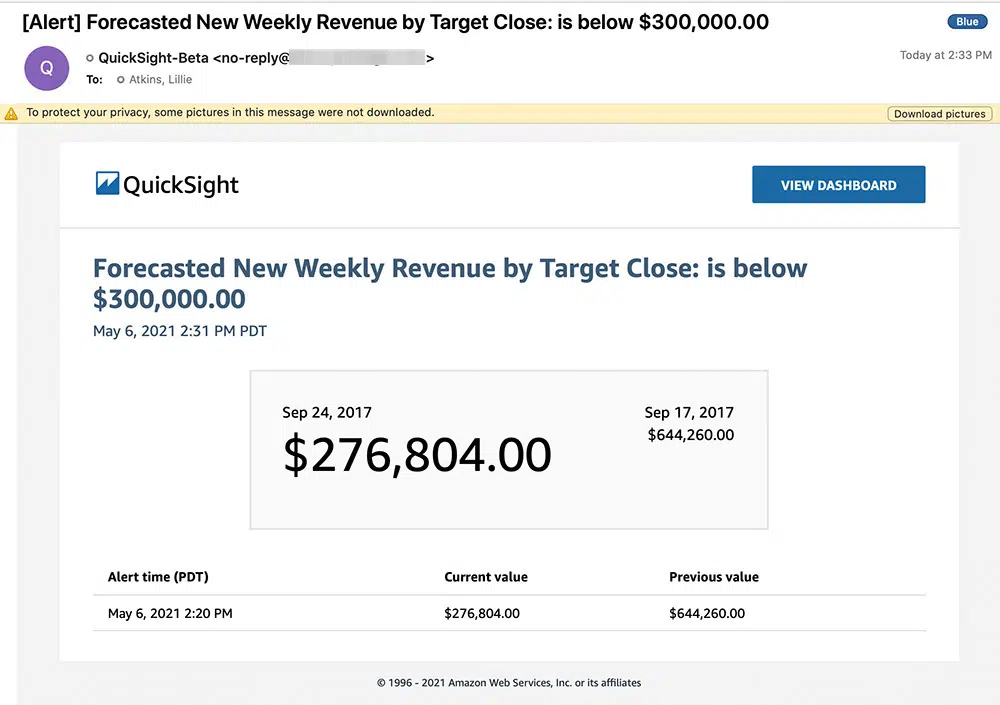 [Alert] Forecasted New Weekly Revenue by Target Close: is below $300,000.00
Blue
Q
QuickSight-Beta <no-reply@ >
Today at 2:33 PM
To: Atkins, Lillie
To protect your privacy, some pictures in this message were not downloaded.
Download pictures
QuickSight
VIEW DASHBOARD
Forecasted New Weekly Revenue by Target Close: is below
$300,000.00
May 6, 2021 2:31 PM PDT
Sep 24, 2017
$276,804.00
Sep 17, 2017
$644,260.00
Alert time (PDT) Current value Previous value
May 6, 2021 2:20 PM $276,804.00 $644,260.00
© 1996 - 2021 Amazon Web Services, Inc. or its affiliates